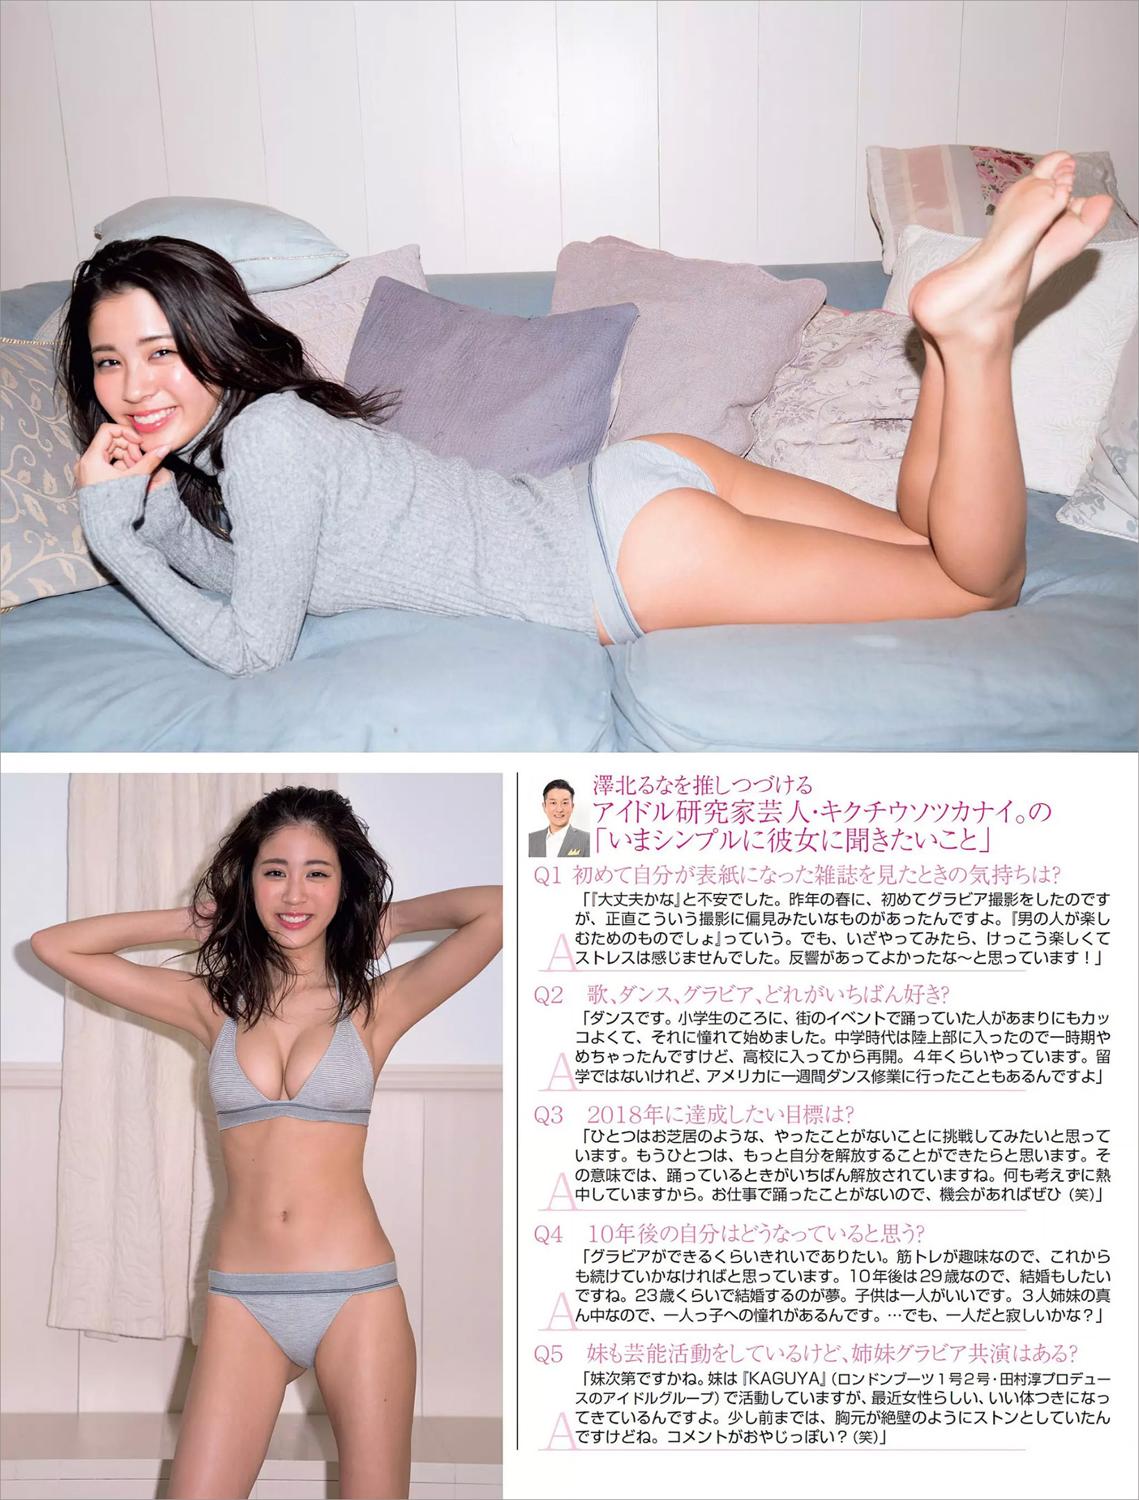 澤北るなを推しつづける
アイドル研究家芸人・キクチウソツカナイ。の
「いまシンプルに彼女に聞きたいこと」
Q1 初めて自分が表紙になった雑誌を見たときの気持ちは?
A
「『大丈夫かな』と不安でした。昨年の春に、初めてグラビア撮影をしたのです
が、正直こういう撮影に偏見みたいなものがあったんですよ。『男の人が楽し
むためのものでしょ』っていう。でも、いざやってみたら、けっこう楽しくて
ストレスは感じませんでした。反響があってよかったな〜と思っています!」
Q2 歌、ダンス、グラビア、どれがいちばん好き?
A
「ダンスです。小学生のころに、街のイベントで踊っていた人があまりにもカッ
コよくて、それに憧れて始めました。中学時代は陸上部に入ったので一時期や
めちゃったんですけど、高校に入ってから再開。4年くらいやっています。留
学ではないけれど、アメリカに一週間ダンス修業に行ったこともあるんですよ」
Q3 2018年に達成したい目標は?
A
「ひとつはお芝居のような、やったことがないことに挑戦してみたいと思って
います。もうひとつは、もっと自分を解放することができたらと思います。そ
の意味では、踊っているときがいちばん解放されていますね。何も考えずに熱
中していますから。お仕事で踊ったことがないので、機会があればぜひ(笑)」
Q4 10年後の自分はどうなっていると思う?
A
「グラビアができるくらいきれいでありたい。筋トレが趣味なので、これから
も続けていかなければと思っています。10年後は29歳なので、結婚もしたい
ですね。23歳くらいで結婚するのが夢。子供は一人がいいです。3人姉妹の真
ん中なので、一人っ子への憧れがあるんです。…でも、一人だと寂しいかな?」
Q5 妹も芸能活動をしているけど、姉妹グラビア共演はある?
A
「妹次第ですかね。妹は『KAGUYA』(ロンドンブーツ1号2号・田村淳プロデュー
スのアイドルグループ)で活動していますが、最近女性らしい、いい体つきになっ
てきているんですよ。少し前までは、胸元が絶壁のようにストンとしていたん
ですけどね。コメントがおやじっぽい?(笑)」